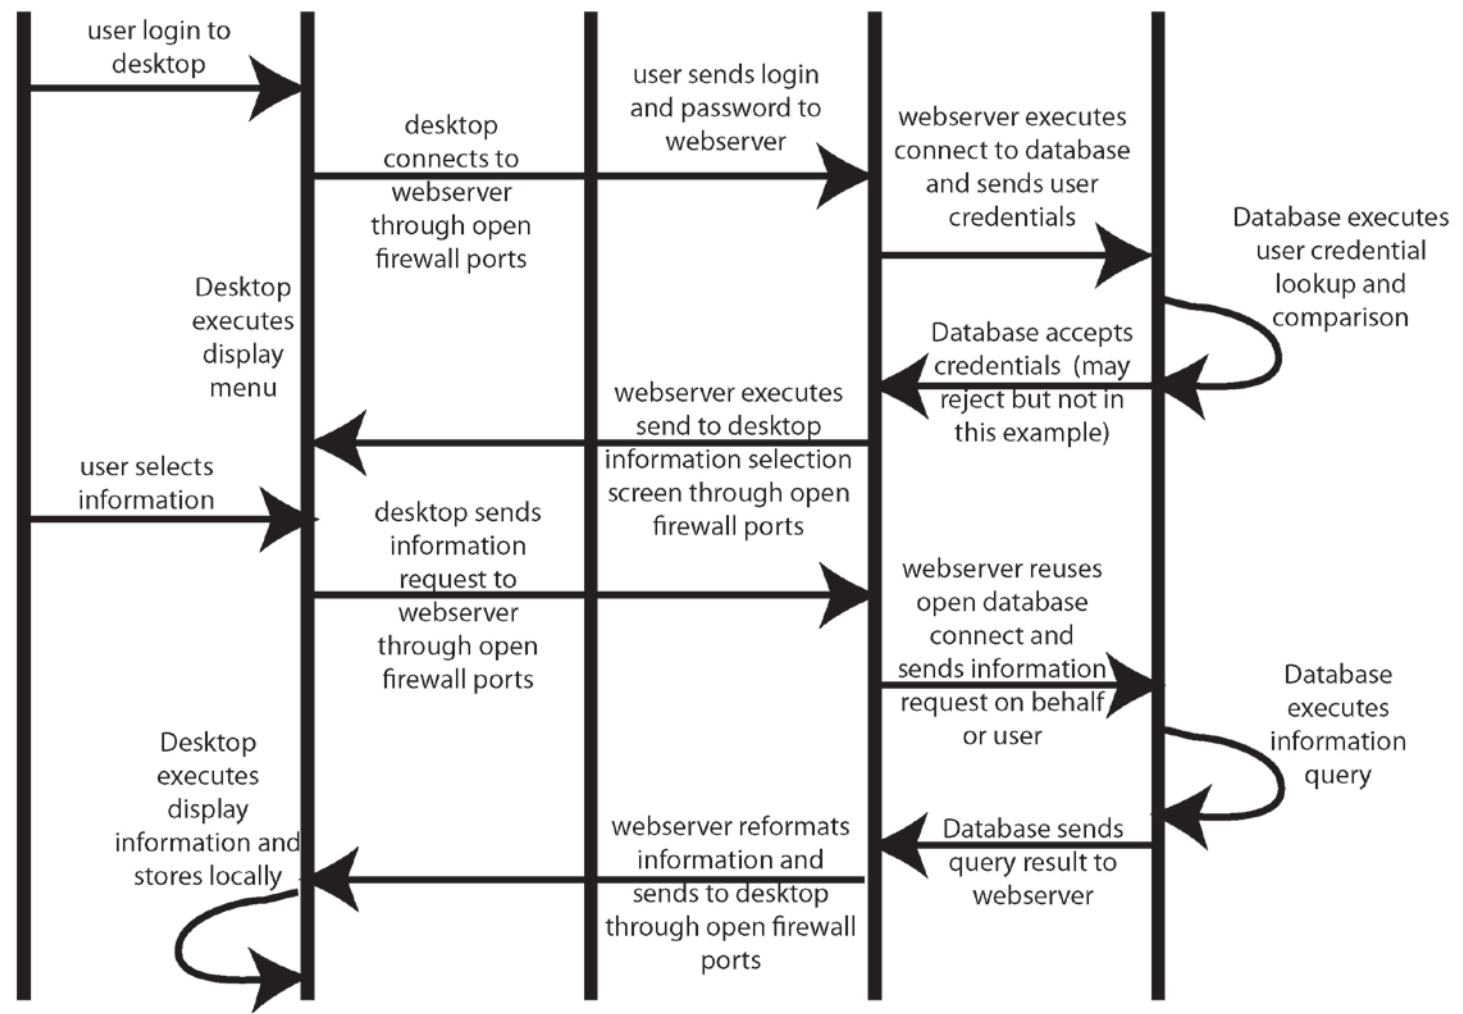 user login to
desktop
desktop
connects to
webserver
through open
firewall ports
user sends login
and password to
webserver
webserver executes
connect to database
and sends user
credentials
Database executes
user credential
lookup and
comparison
Database accepts
credentials (may
reject but not in
this example)
webserver executes
send to desktop
information selection
screen through open
firewall ports
Desktop
executes
display
menu
user selects
information
desktop sends
information
request to
webserver
through open
firewall ports
webserver reuses
open database
connect and
sends information
request on behalf
or user
Database
executes
information
query
Database sends
query result to
webserver
webserver reformats
information and
sends to desktop
through open firewall
ports
Desktop
executes
display
information and
stores locally